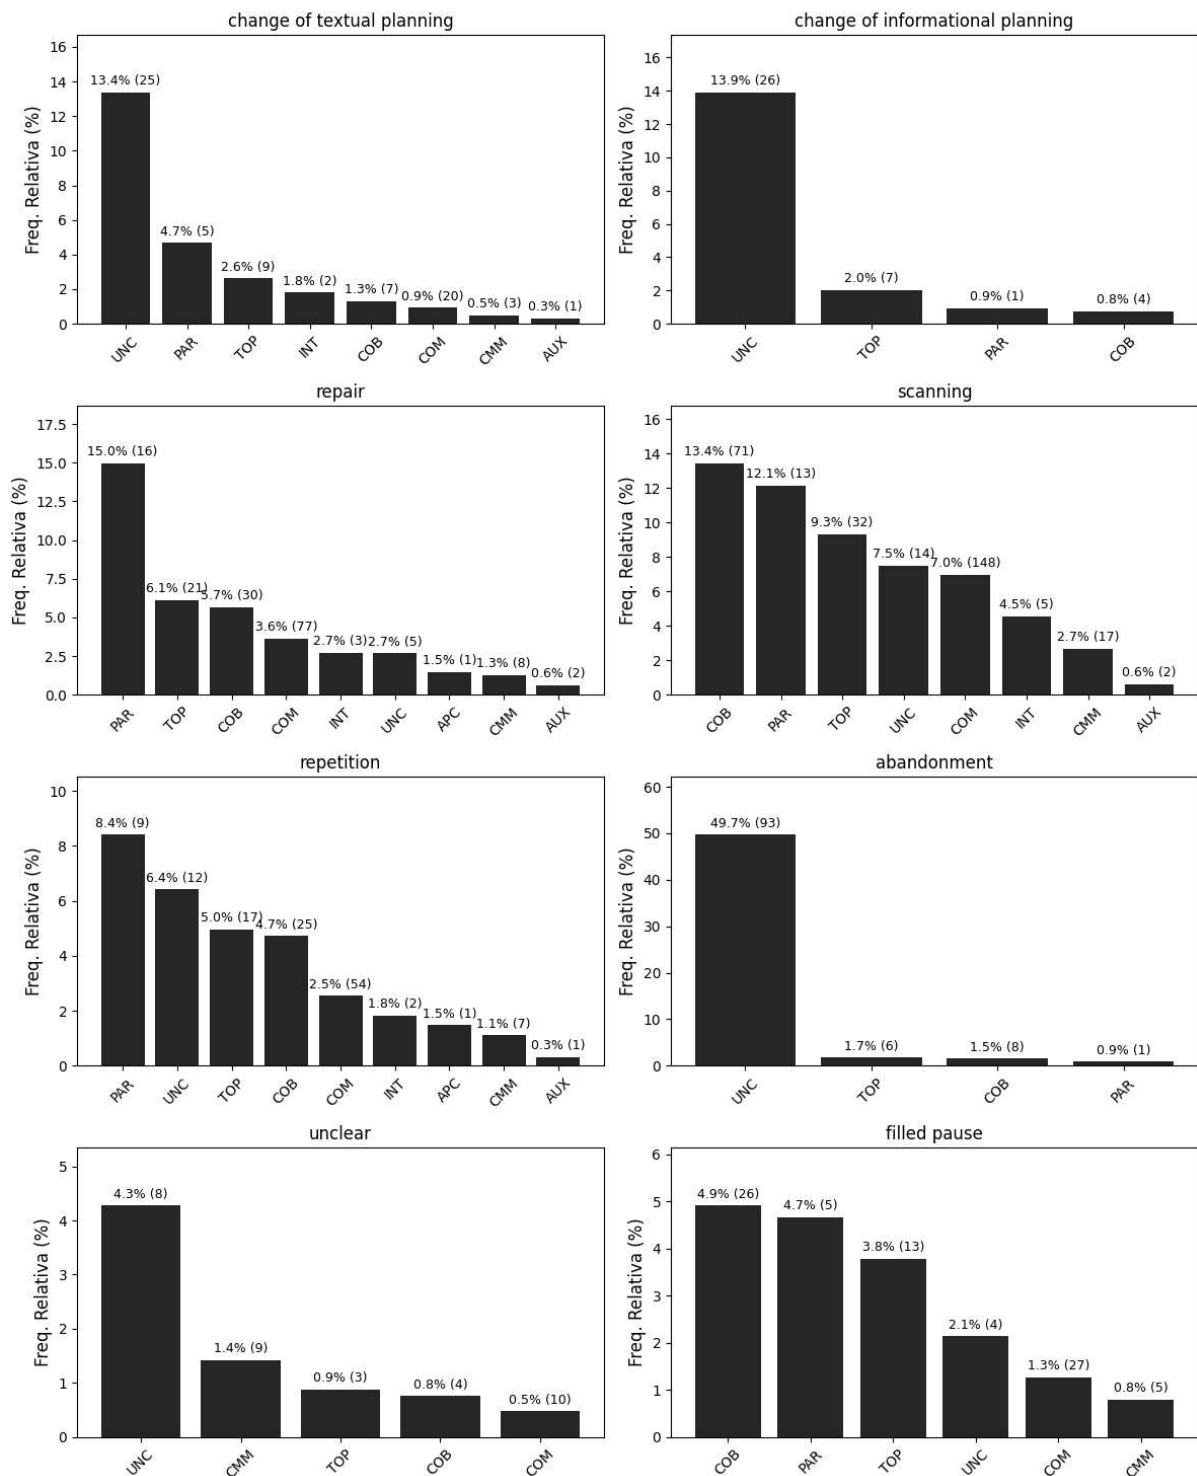 change of textual planning
Freq. Relativa (%)
16
14
12
10
8
6
4
2
0
13.4% (25)
4.7% (5)
2.6% (9)
1.8% (2)
1.3% (7)
0.9% (20)
0.5% (3)
0.3% (1)
UNC
PAR
TOP
INT
COB
COM
CMM
AUX
change of informational planning
Freq. Relativa (%)
16
14
12
10
8
6
4
2
0
13.9% (26)
2.0% (7)
0.9% (1)
0.8% (4)
UNC
TOP
PAR
COB
repair
Freq. Relativa (%)
17.5
15.0
12.5
10.0
7.5
5.0
2.5
0.0
15.0% (16)
6.1% (21)
5.7% (30)
3.6% (77)
2.7% (3)
2.7% (5)
1.5% (1)
1.3% (8)
0.6% (2)
PAR
TOP
COB
COM
INT
UNC
APC
CMM
AUX
scanning
Freq. Relativa (%)
16
14
12
10
8
6
4
2
0
13.4% (71)
12.1% (13)
9.3% (32)
7.5% (14)
7.0% (148)
4.5% (5)
2.7% (17)
0.6% (2)
COB
PAR
TOP
UNC
COM
INT
CMM
AUX
repetition
Freq. Relativa (%)
10
8
6
4
2
0
8.4% (9)
6.4% (12)
5.0% (17)
4.7% (25)
2.5% (54)
1.8% (2)
1.5% (1)
1.1% (7)
0.3% (1)
PAR
UNC
TOP
COB
COM
INT
APC
CMM
AUX
abandonment
Freq. Relativa (%)
60
50
40
30
20
10
0
49.7% (93)
1.7% (6)
1.5% (8)
0.9% (1)
UNC
TOP
COB
PAR
unclear
Freq. Relativa (%)
5
4
3
2
1
0
4.3% (8)
1.4% (9)
0.9% (3)
0.8% (4)
0.5% (10)
UNC
CMM
TOP
COB
COM
filled pause
Freq. Relativa (%)
6
5
4
3
2
1
0
4.9% (26)
4.7% (5)
3.8% (13)
2.1% (4)
1.3% (27)
0.8% (5)
COB
PAR
TOP
UNC
COM
CMM